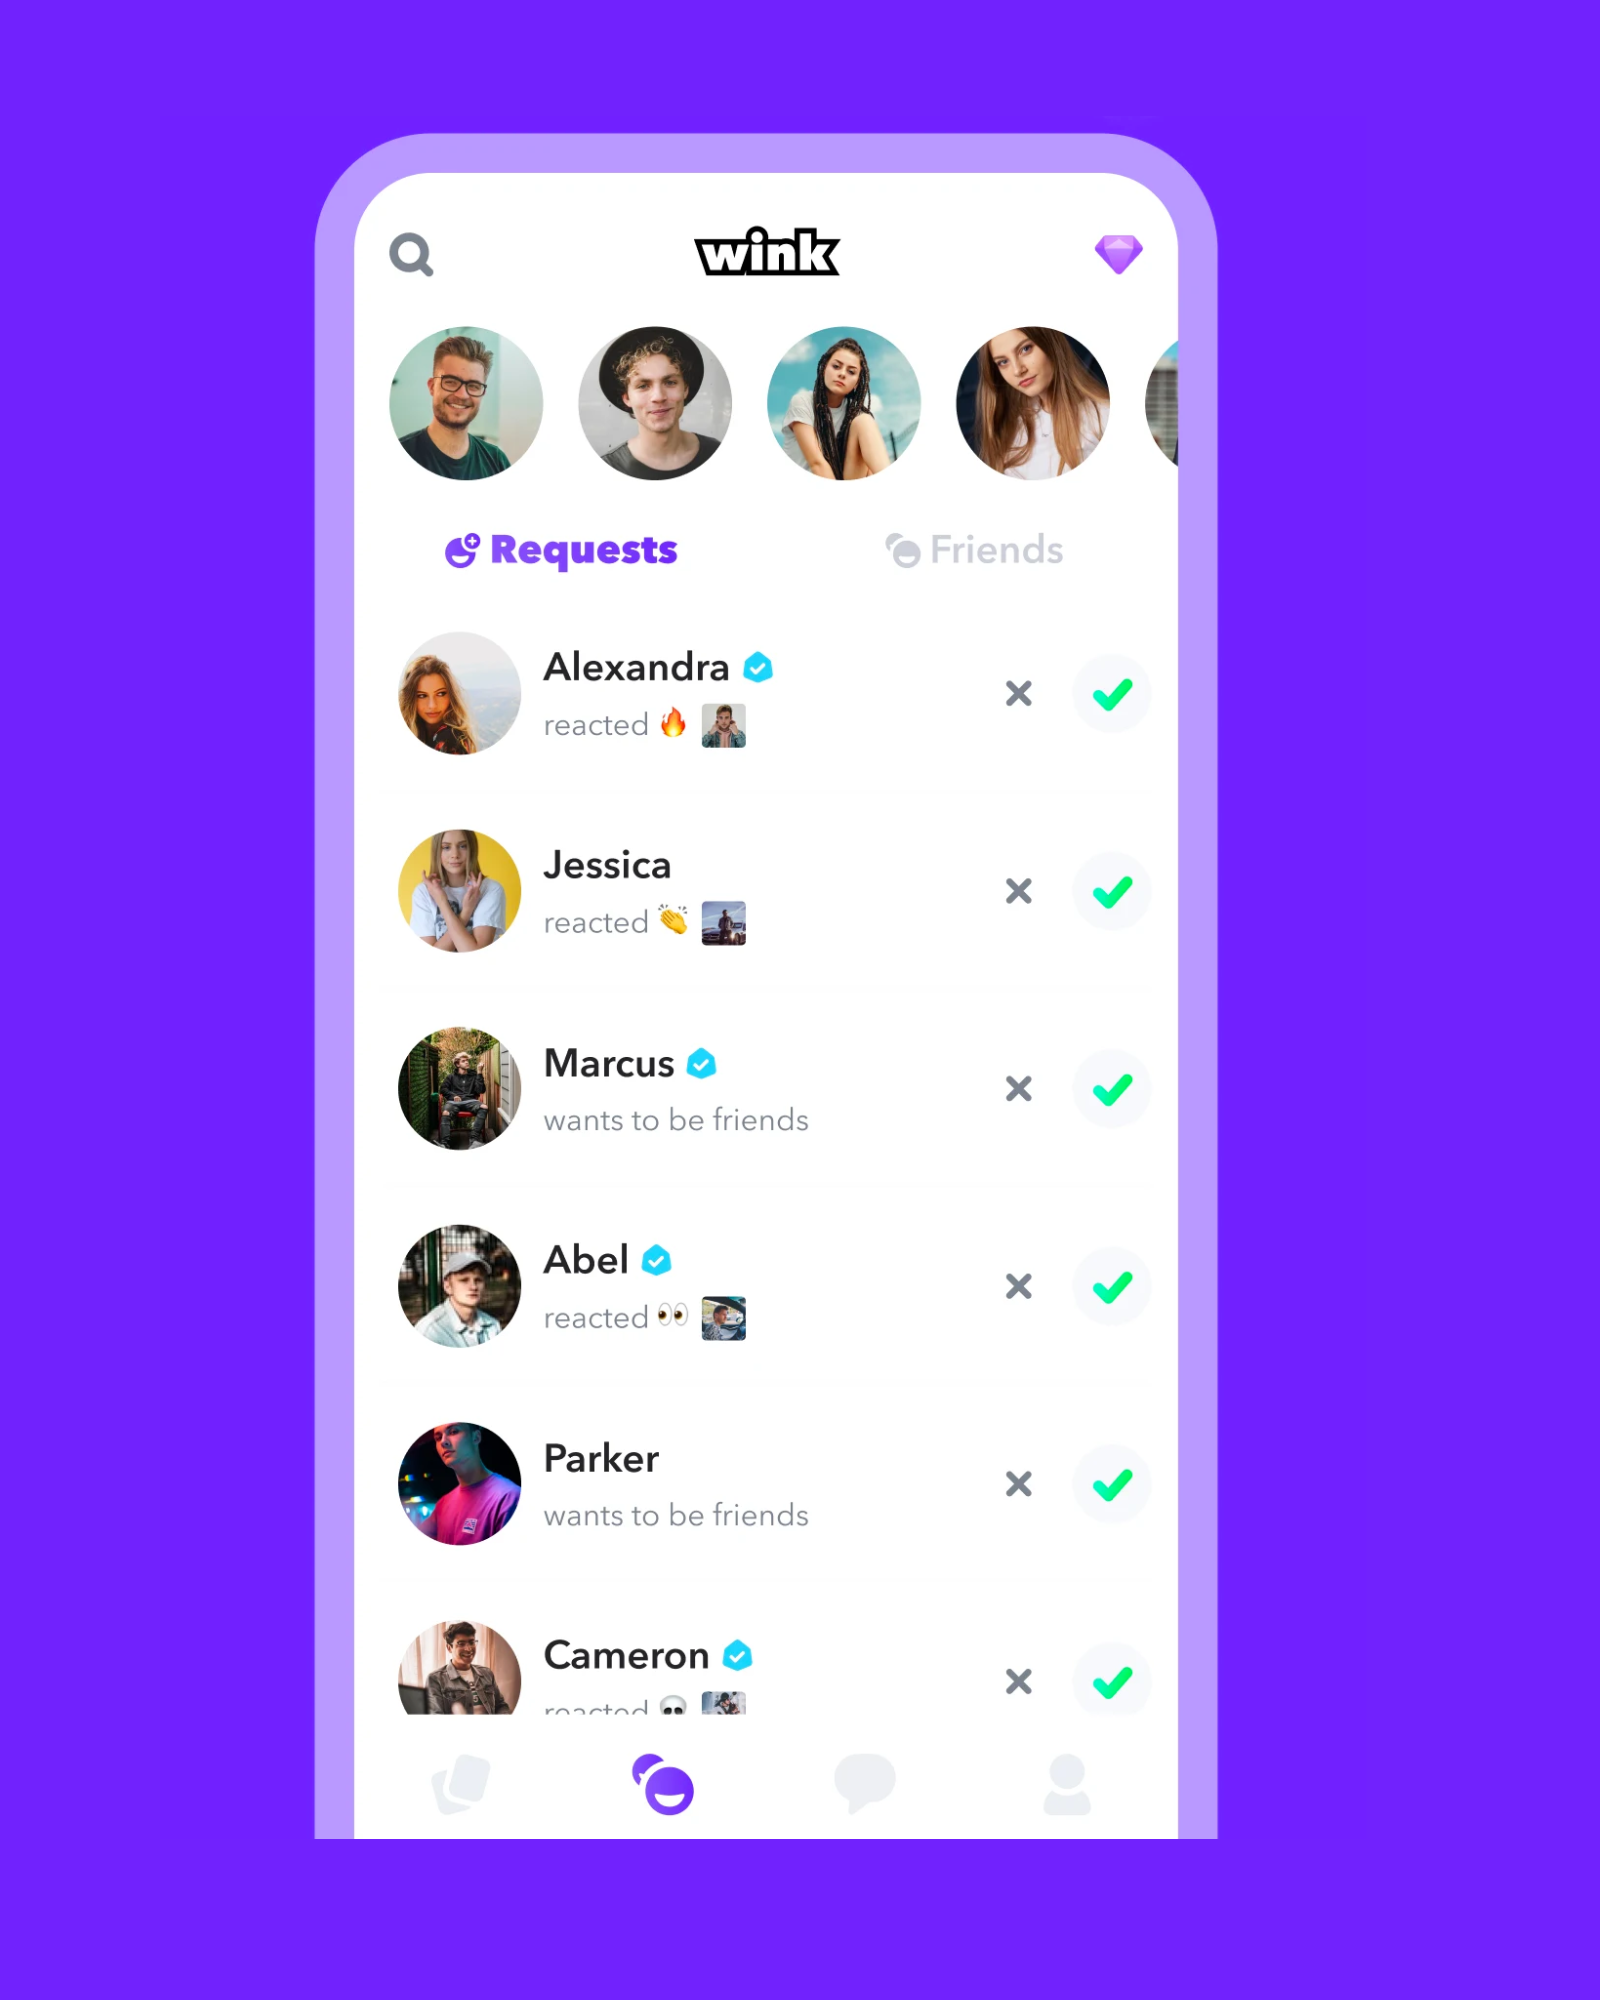 wink
Requests
Friends
Alexandra
reacted 🔥
Jessica
reacted 👏
Marcus
wants to be friends
Abel
reacted 👀
Parker
wants to be friends
Cameron
reacted 💀